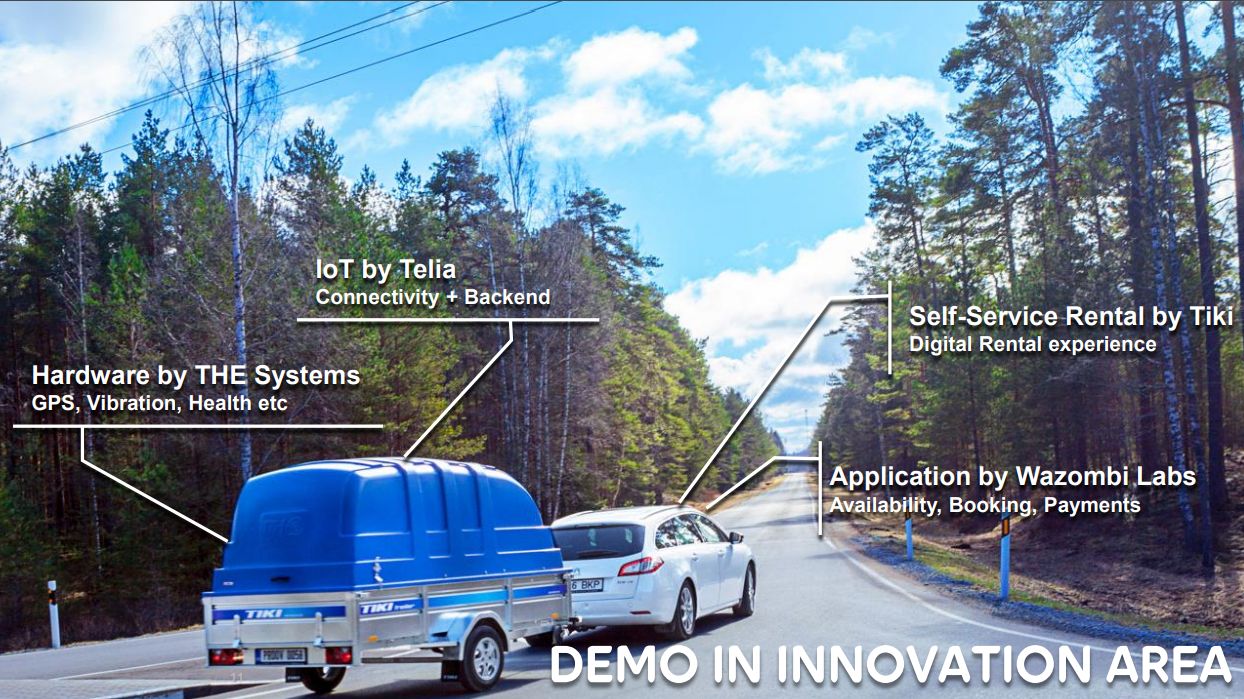 IoT by Telia
Connectivity + Backend
Self-Service Rental by Tiki
Digital Rental experience
Hardware by THE Systems
GPS, Vibration, Health etc
Application by Wazombi Labs
Availability, Booking, Payments
6 BKP
TIKI
TIKI trailer
DEMO IN INNOVATION AREA
11